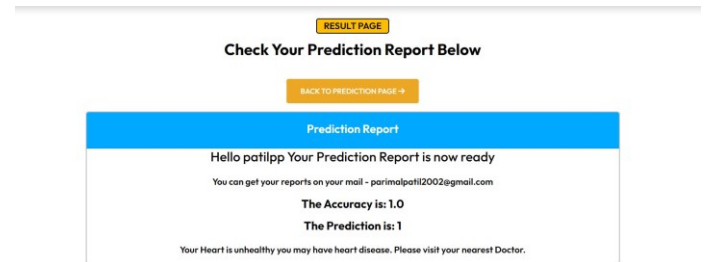 RESULT PAGE
Check Your Prediction Report Below
BACK TO PREDICTION PAGE →
Prediction Report
Hello patilpp Your Prediction Report is now ready
You can get your reports on your mail - parimalpatil2002@gmail.com
The Accuracy is: 1.0
The Prediction is: 1
Your Heart is unhealthy you may have heart disease. Please visit your nearest Doctor.